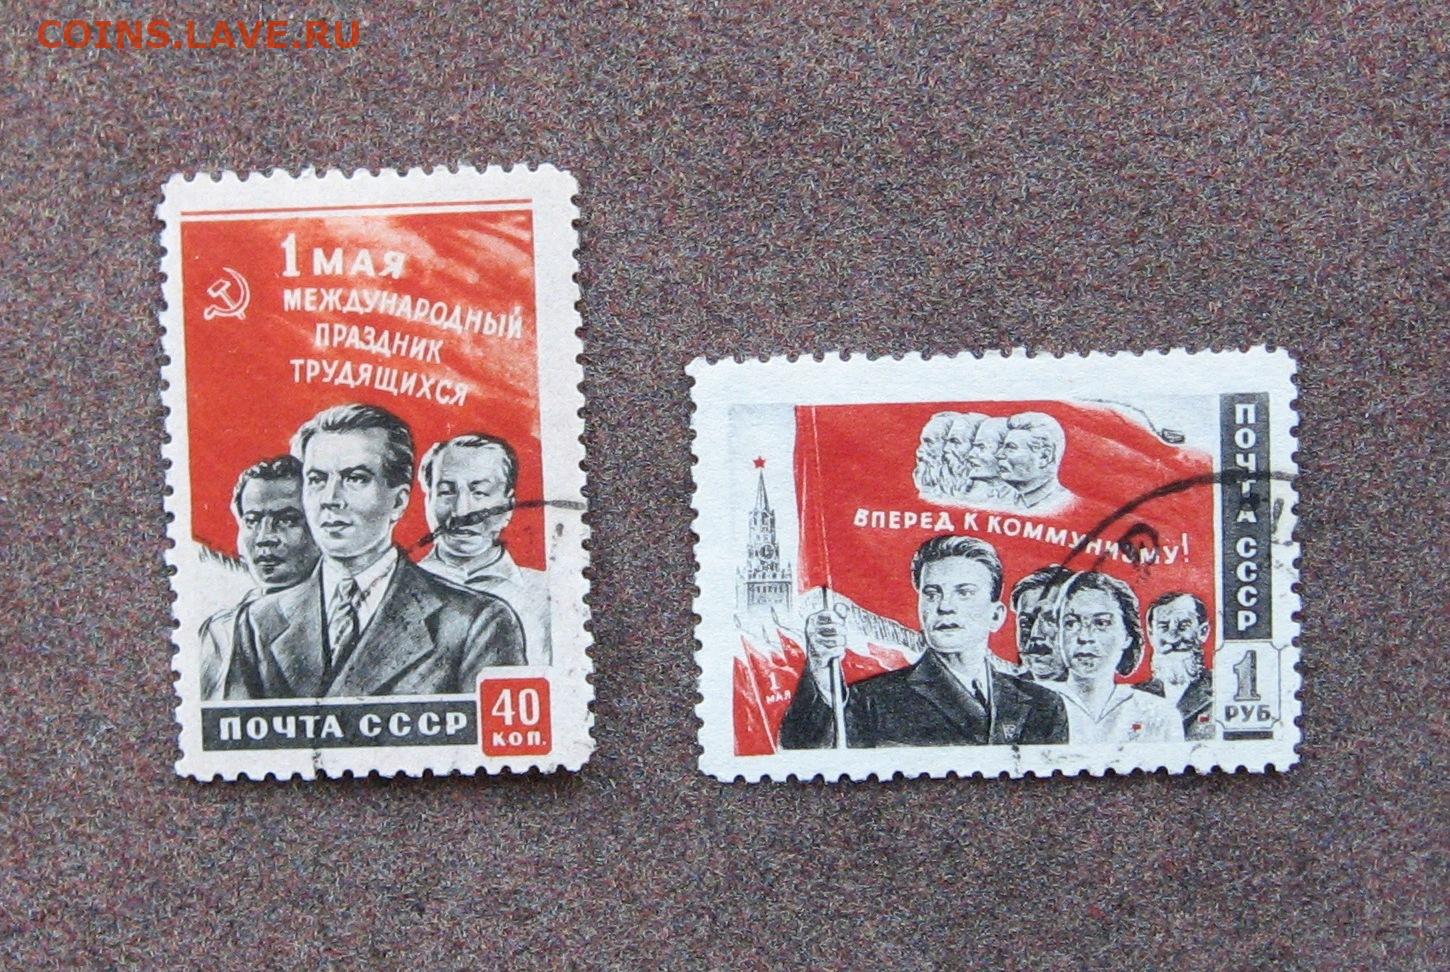 COINS.LAVE.RU
1 МАЯ
МЕЖДУНАРОДНЫЙ
ПРАЗДНИК
ТРУДЯЩИХСЯ
ПОЧТА СССР
40
КОП.
ВПЕРЕД К КОММУНИЗМУ!
1
МАЯ
ПОЧТА СССР
1
РУБ